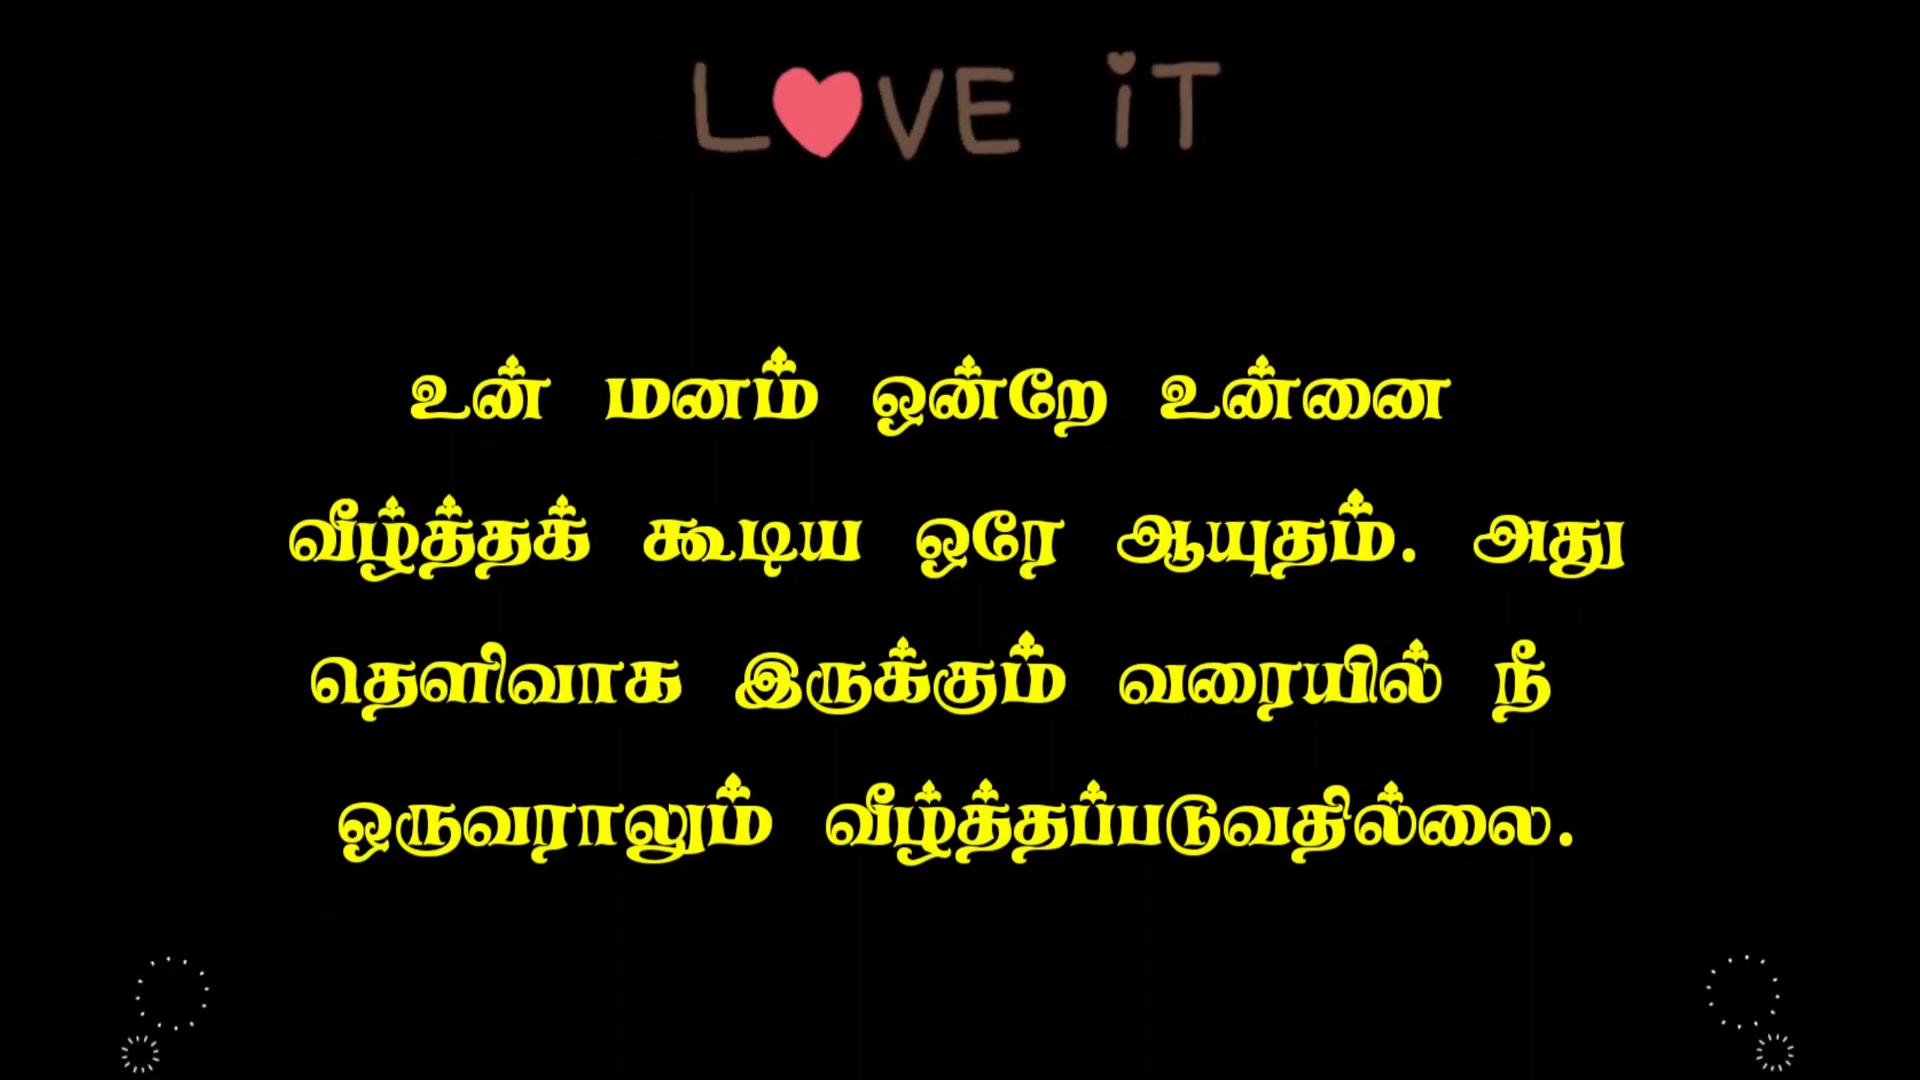 LOVE iT
உன் மனம் ஒன்றே உன்னை
வீழ்த்தக் கூடிய ஒரே ஆயுதம். அது
தெளிவாக இருக்கும் வரையில் நீ
ஒருவராலும் வீழ்த்தப்படுவதில்லை.